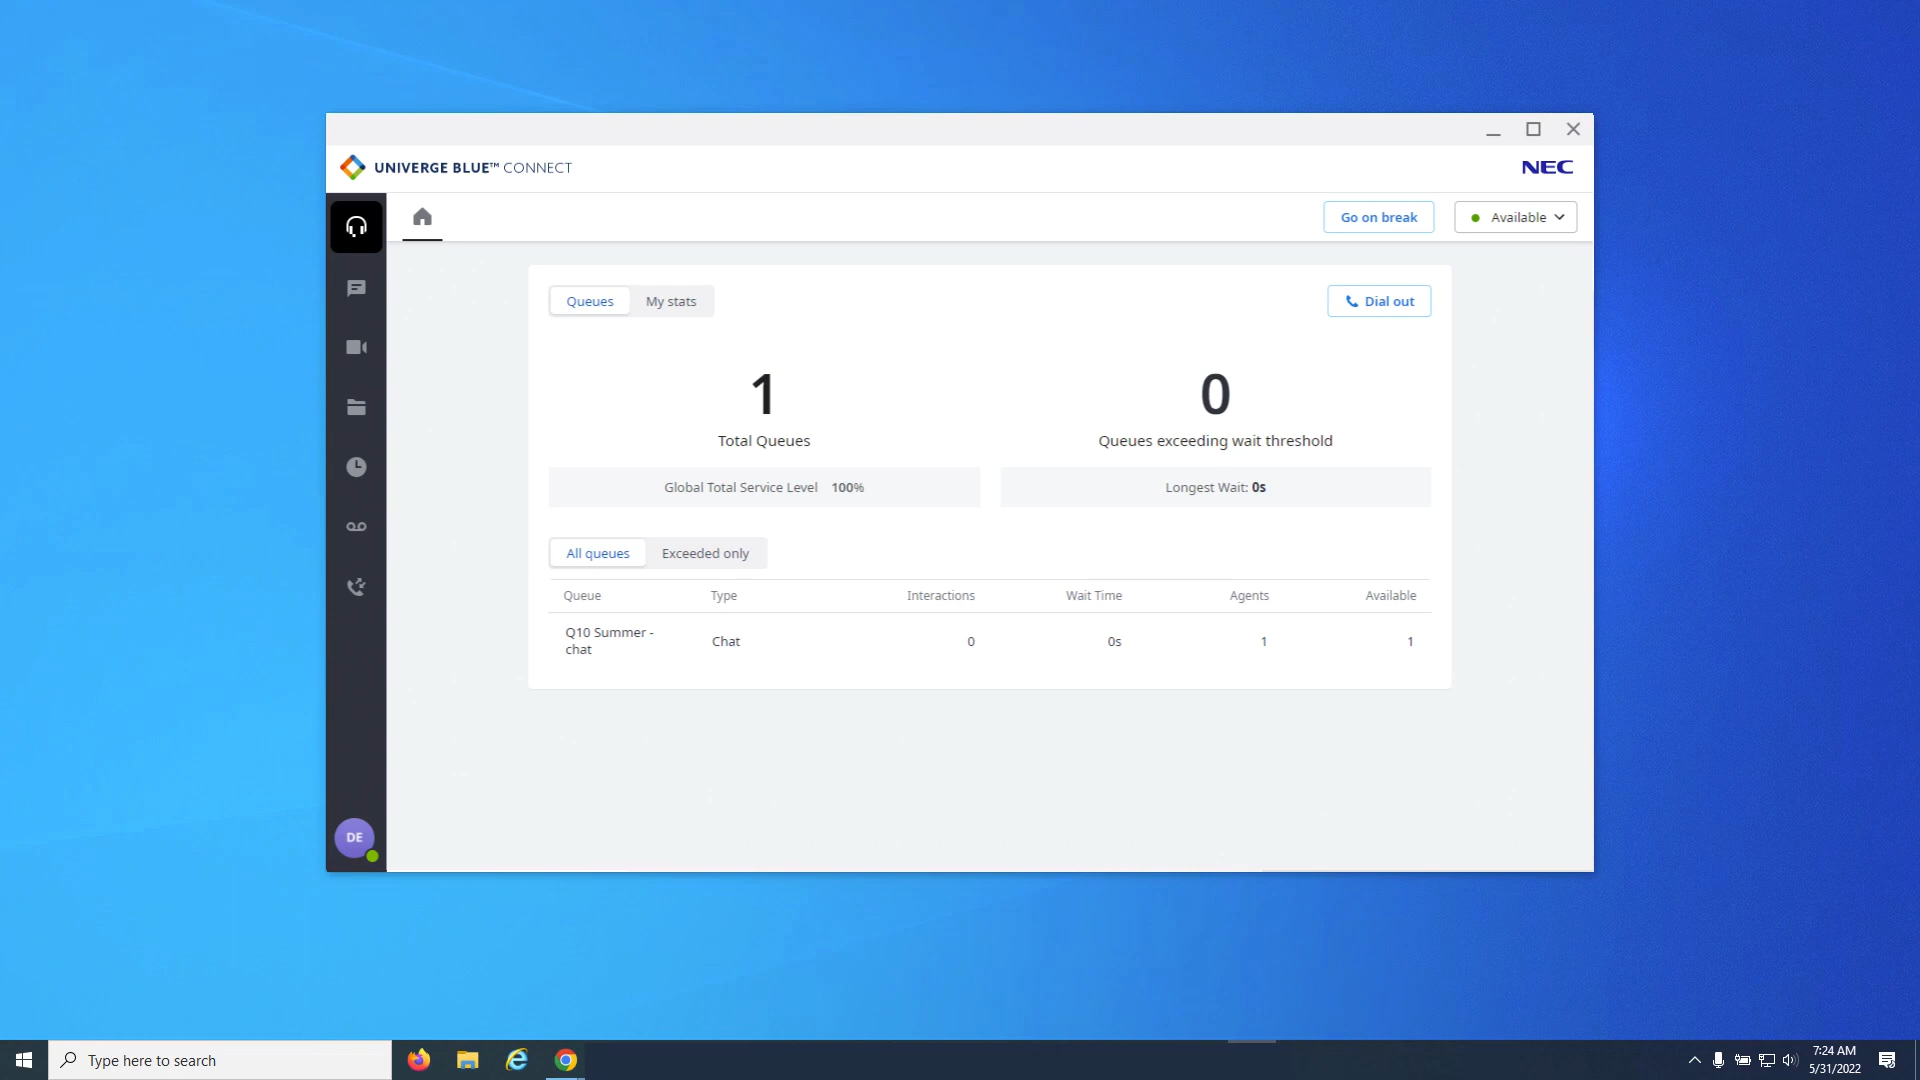 UNIVERGE BLUE™ CONNECT
NEC
Go on break
Available
Queues
My stats
Dial out
1
0
Total Queues
Queues exceeding wait threshold
Global Total Service Level 100%
Longest Wait: 0s
All queues
Exceeded only
Queue Type Interactions Wait Time Agents Available
Q10 Summer -
chat
Chat 0 0s 1 1
DE
Type here to search
7:24 AM
5/31/2022